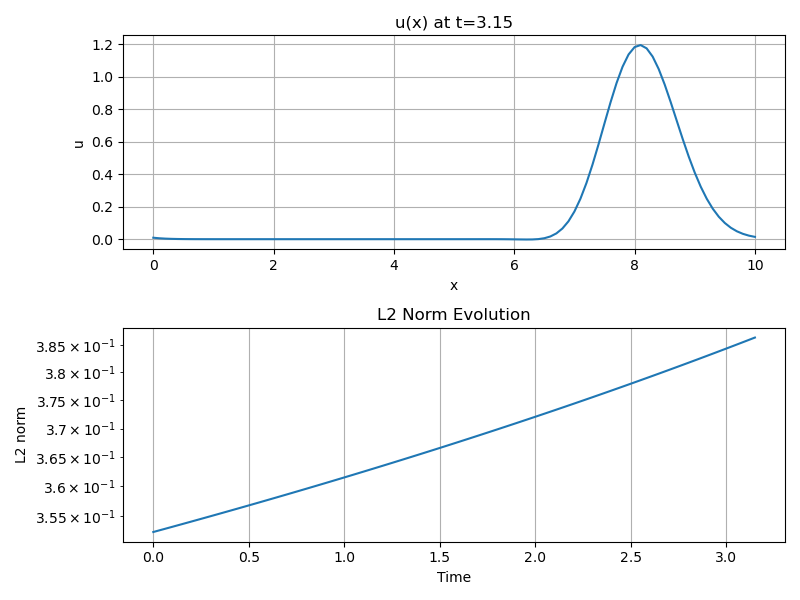 u(x) at t=3.15
1.2
1.0
0.8
0.6
0.4
0.2
0.0
u
0 2 4 6 8 10
x
L2 Norm Evolution
3.85 × 10⁻¹
3.8 × 10⁻¹
3.75 × 10⁻¹
3.7 × 10⁻¹
3.65 × 10⁻¹
3.6 × 10⁻¹
3.55 × 10⁻¹
L2 norm
0.0 0.5 1.0 1.5 2.0 2.5 3.0
Time